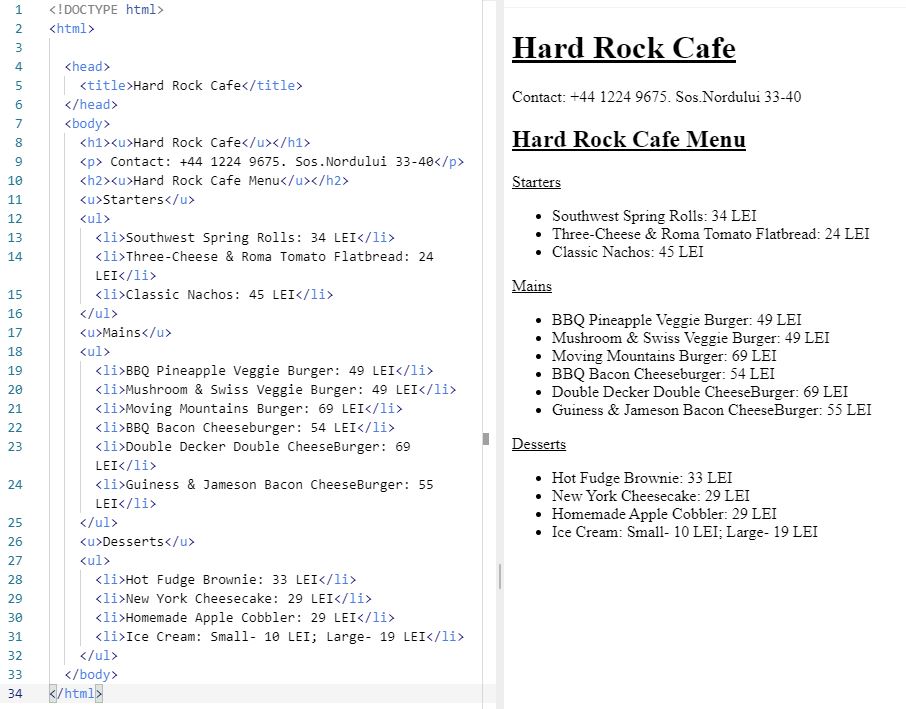 1 <!DOCTYPE html>
2 <html>
3
4 <head>
5 <title>Hard Rock Cafe</title>
6 </head>
7 <body>
8 <h1><u>Hard Rock Cafe</u></h1>
9 <p> Contact: +44 1224 9675. Sos.Nordului 33-40</p>
10 <h2><u>Hard Rock Cafe Menu</u></h2>
11 <u>Starters</u>
12 <ul>
13 <li>Southwest Spring Rolls: 34 LEI</li>
14 <li>Three-Cheese & Roma Tomato Flatbread: 24
LEI</li>
15 <li>Classic Nachos: 45 LEI</li>
16 </ul>
17 <u>Mains</u>
18 <ul>
19 <li>BBQ Pineapple Veggie Burger: 49 LEI</li>
20 <li>Mushroom & Swiss Veggie Burger: 49 LEI</li>
21 <li>Moving Mountains Burger: 69 LEI</li>
22 <li>BBQ Bacon Cheeseburger: 54 LEI</li>
23 <li>Double Decker Double CheeseBurger: 69
LEI</li>
24 <li>Guiness & Jameson Bacon CheeseBurger: 55
LEI</li>
25 </ul>
26 <u>Desserts</u>
27 <ul>
28 <li>Hot Fudge Brownie: 33 LEI</li>
29 <li>New York Cheesecake: 29 LEI</li>
30 <li>Homemade Apple Cobbler: 29 LEI</li>
31 <li>Ice Cream: Small- 10 LEI; Large- 19 LEI</li>
32 </ul>
33 </body>
34 </html>
Hard Rock Cafe
Contact: +44 1224 9675. Sos.Nordului 33-40
Hard Rock Cafe Menu
Starters
• Southwest Spring Rolls: 34 LEI
• Three-Cheese & Roma Tomato Flatbread: 24 LEI
• Classic Nachos: 45 LEI
Mains
• BBQ Pineapple Veggie Burger: 49 LEI
• Mushroom & Swiss Veggie Burger: 49 LEI
• Moving Mountains Burger: 69 LEI
• BBQ Bacon Cheeseburger: 54 LEI
• Double Decker Double CheeseBurger: 69 LEI
• Guiness & Jameson Bacon CheeseBurger: 55 LEI
Desserts
• Hot Fudge Brownie: 33 LEI
• New York Cheesecake: 29 LEI
• Homemade Apple Cobbler: 29 LEI
• Ice Cream: Small- 10 LEI; Large- 19 LEI